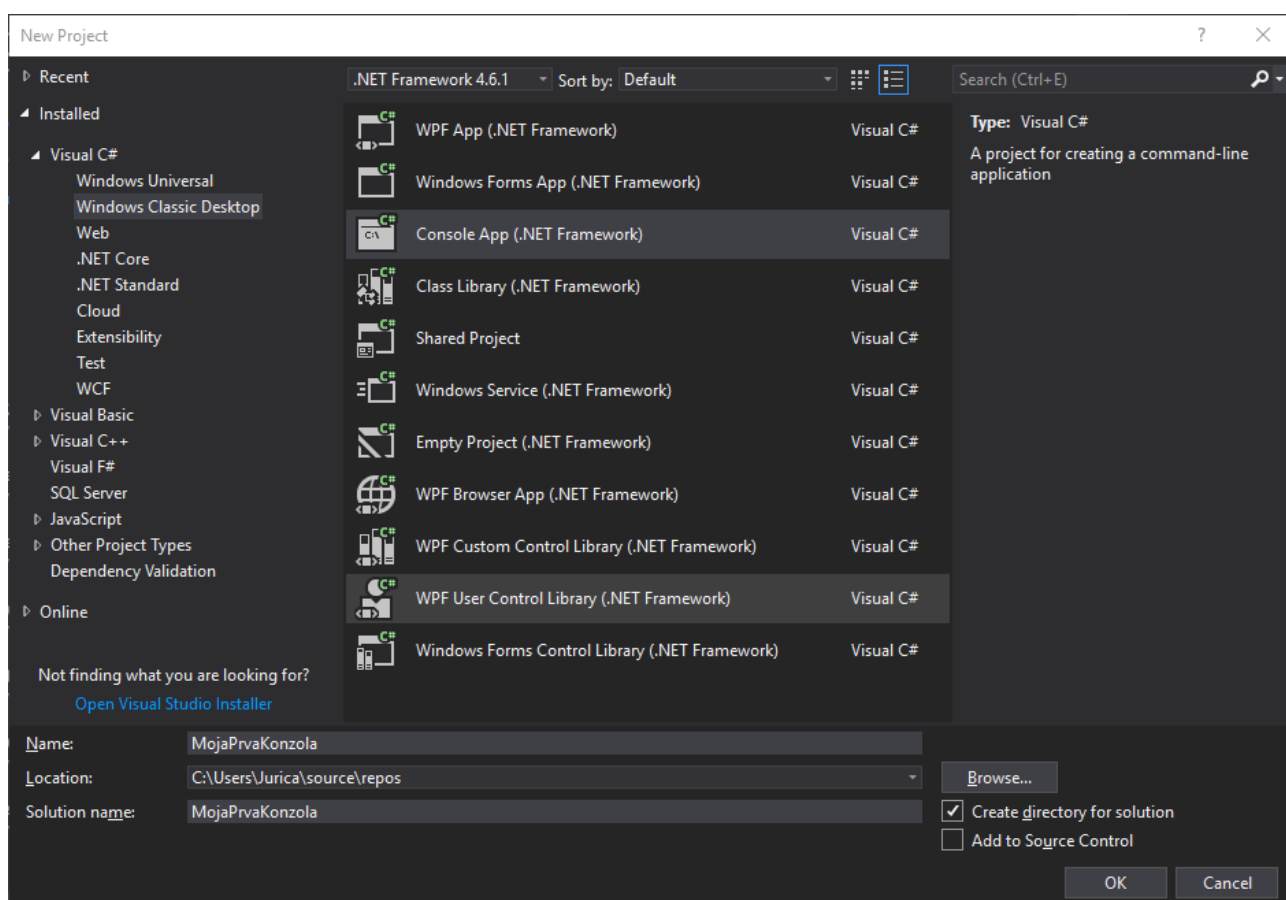 New Project
Recent
Installed
Visual C#
Windows Universal
Windows Classic Desktop
Web
.NET Core
.NET Standard
Cloud
Extensibility
Test
WCF
Visual Basic
Visual C++
Visual F#
SQL Server
JavaScript
Other Project Types
Dependency Validation
Online
Not finding what you are looking for?
Open Visual Studio Installer
.NET Framework 4.6.1 Sort by: Default
WPF App (.NET Framework) Visual C#
Windows Forms App (.NET Framework) Visual C#
Console App (.NET Framework) Visual C#
Class Library (.NET Framework) Visual C#
Shared Project Visual C#
Windows Service (.NET Framework) Visual C#
Empty Project (.NET Framework) Visual C#
WPF Browser App (.NET Framework) Visual C#
WPF Custom Control Library (.NET Framework) Visual C#
WPF User Control Library (.NET Framework) Visual C#
Windows Forms Control Library (.NET Framework) Visual C#
Search (Ctrl+E)
Type: Visual C#
A project for creating a command-line
application
Name: MojaPrvaKonzola
Location: C:\Users\Jurica\source\repos
Browse...
Solution name: MojaPrvaKonzola
Create directory for solution
Add to Source Control
OK Cancel